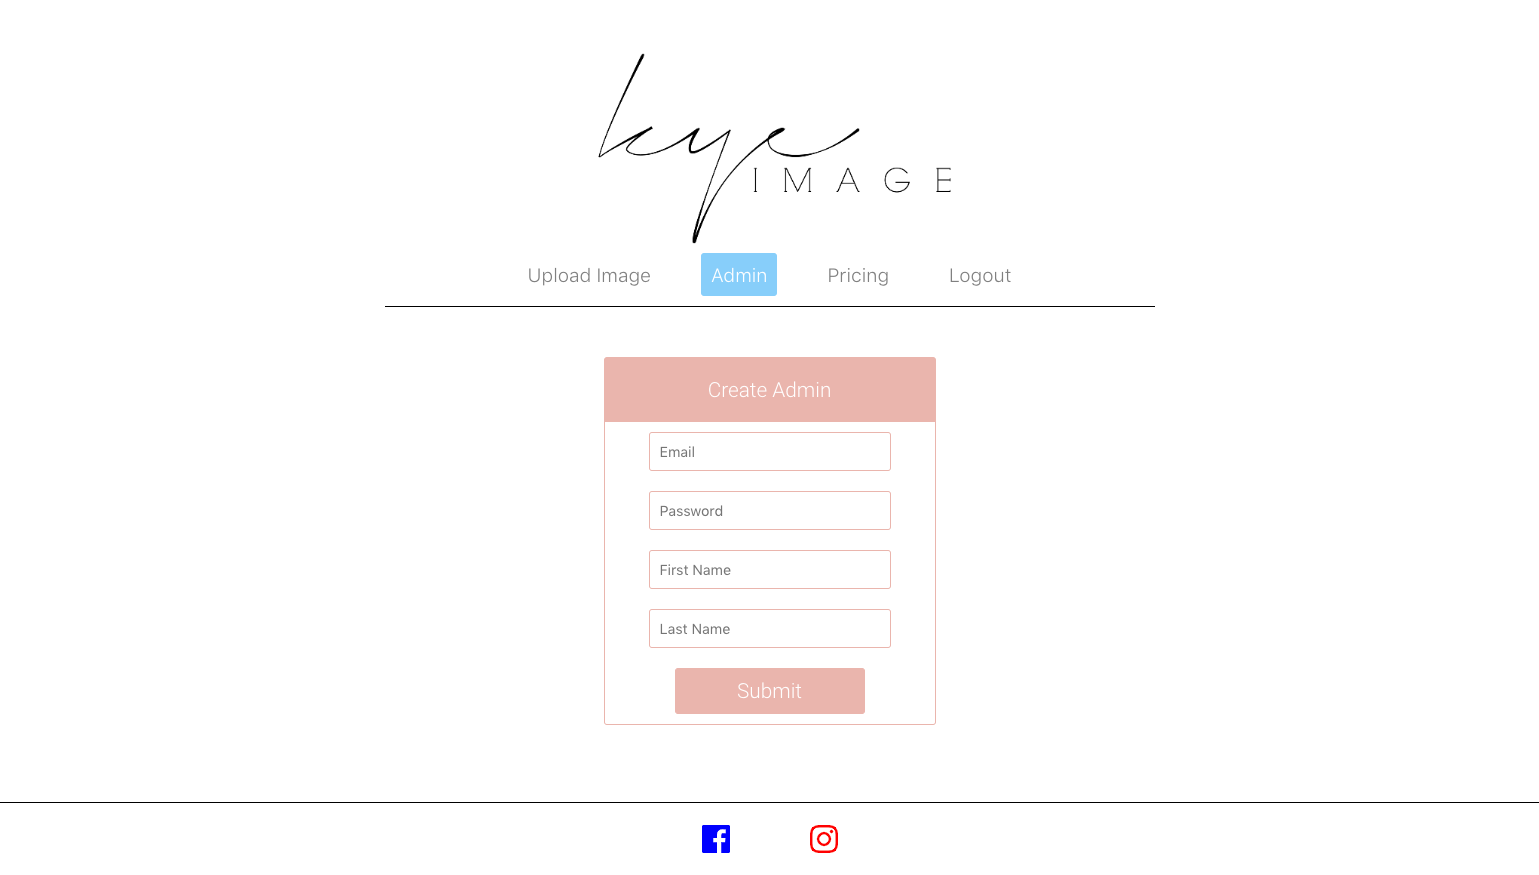 kye
IMAGE
Upload Image Admin Pricing Logout
Create Admin
Email
Password
First Name
Last Name
Submit